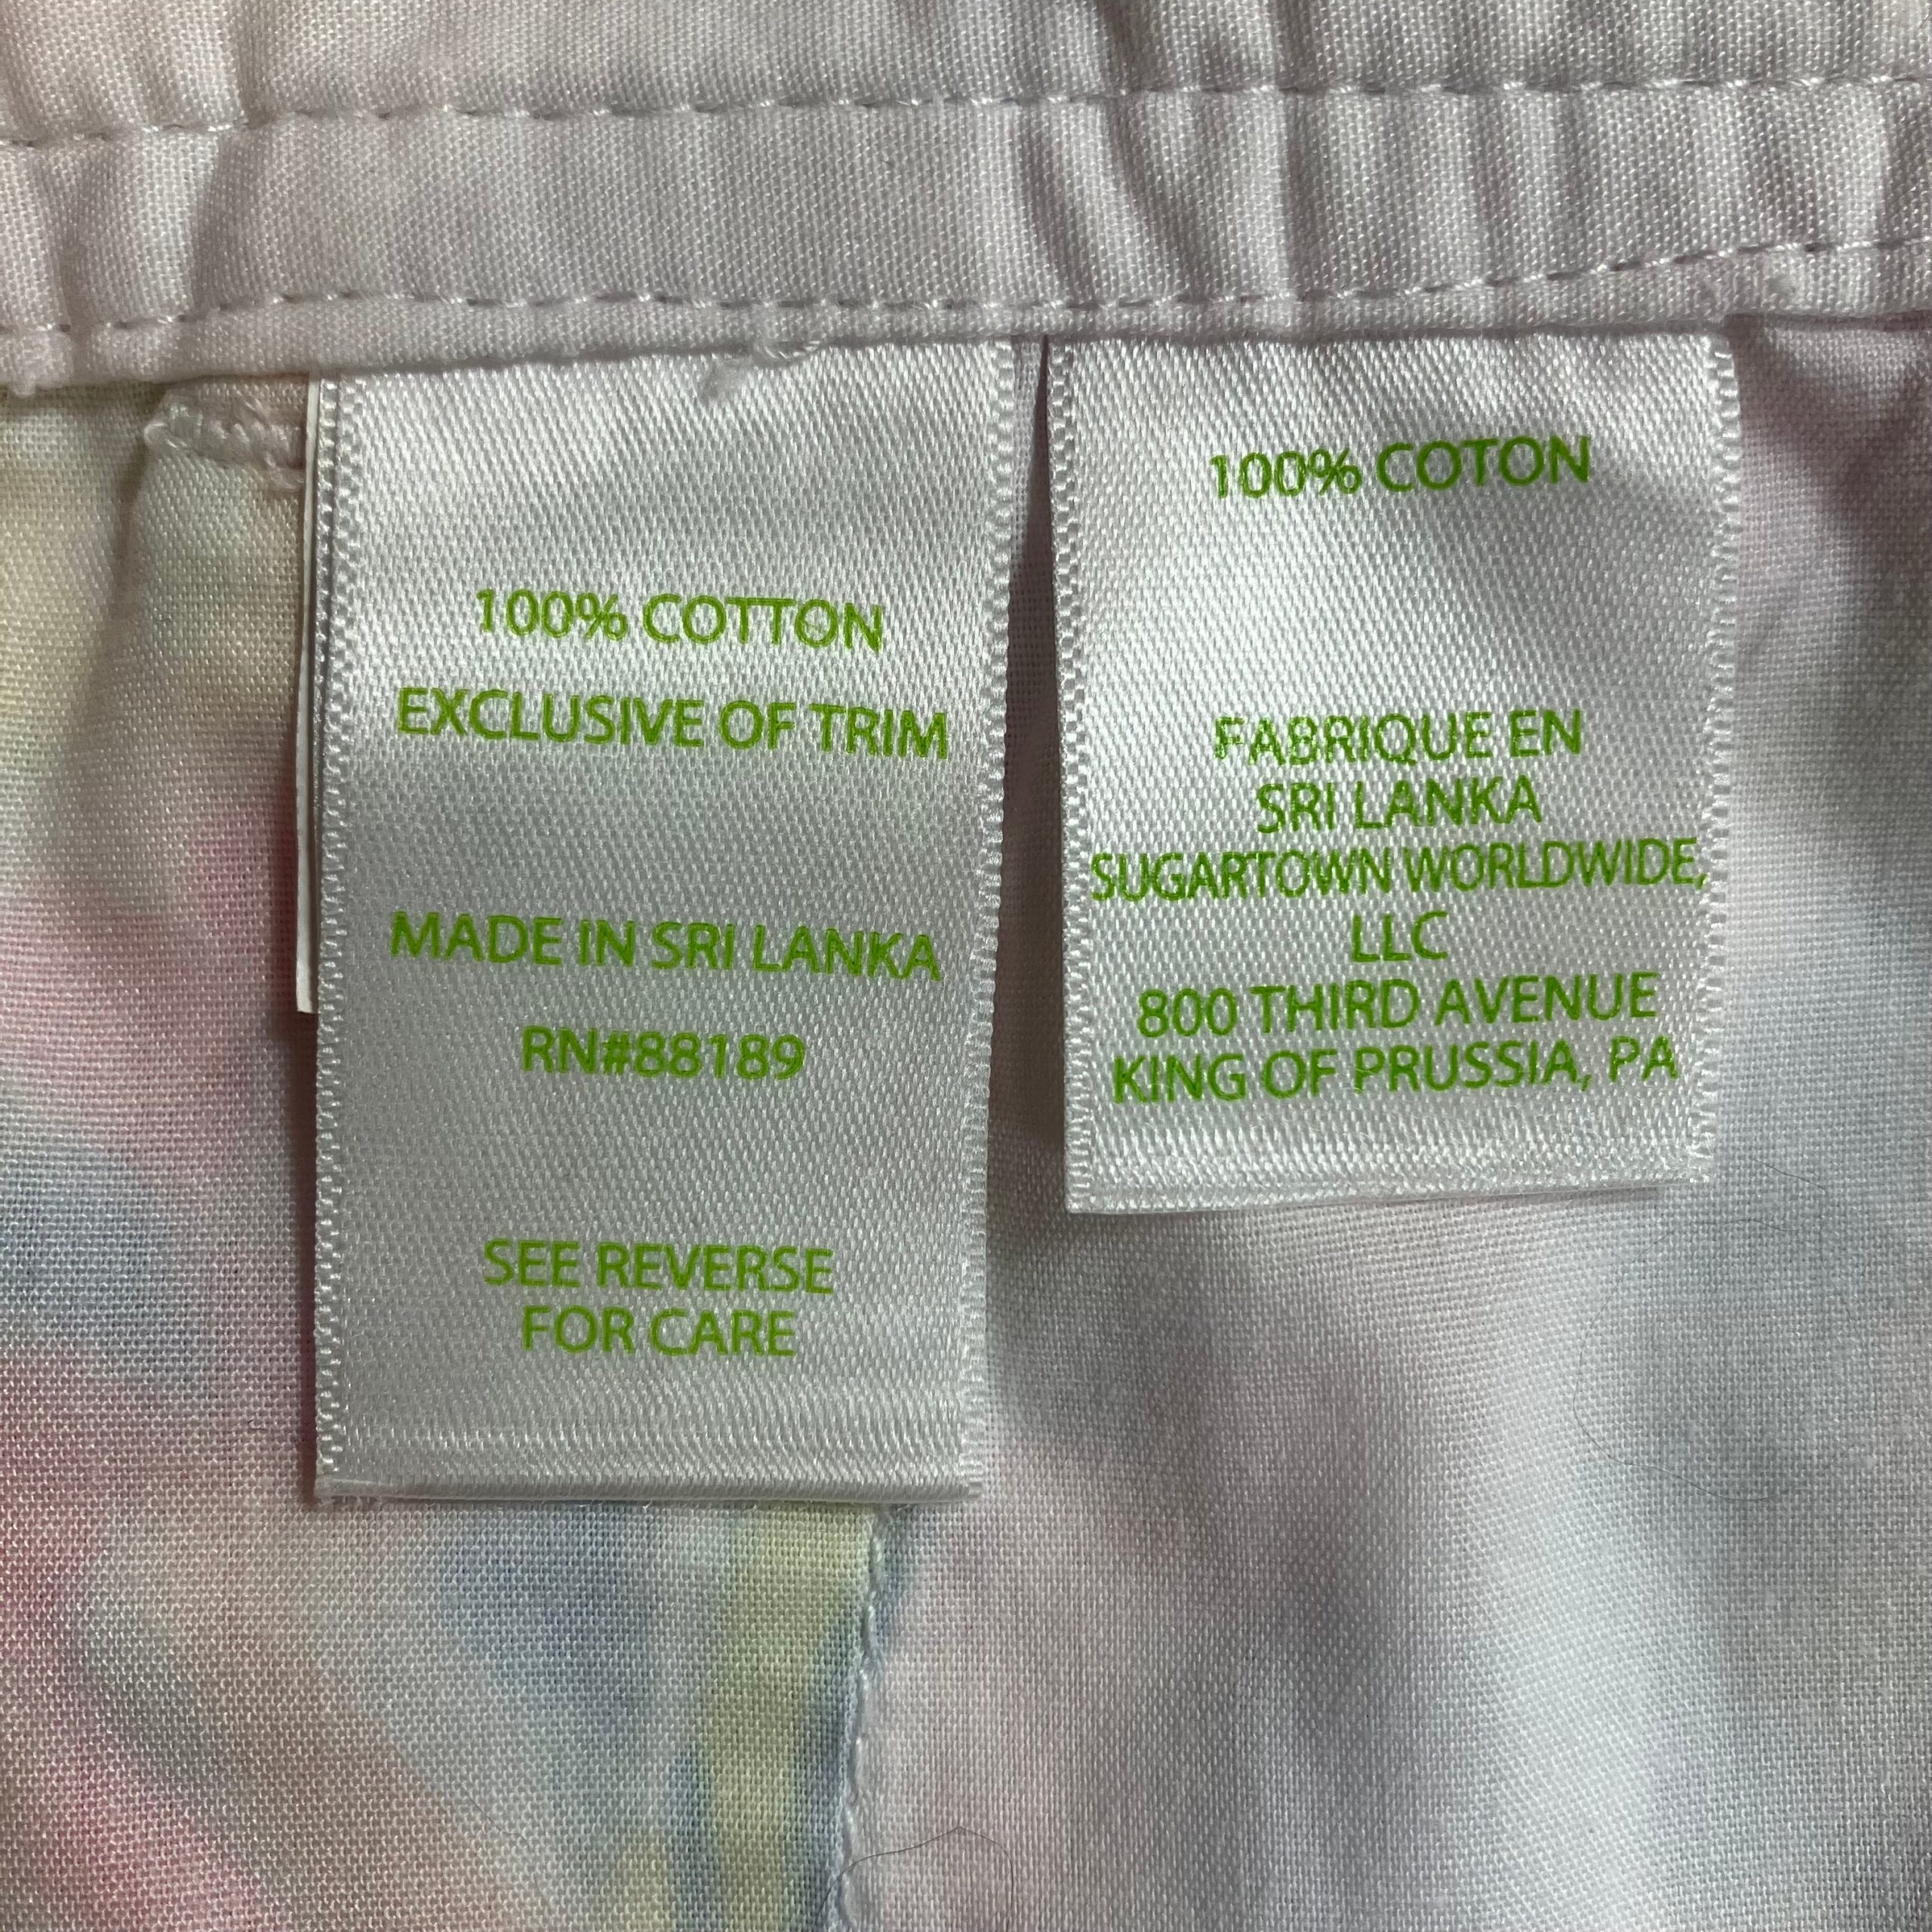 100% COTTON
EXCLUSIVE OF TRIM
MADE IN SRI LANKA
RN#88189
SEE REVERSE
FOR CARE
100% COTON
FABRIQUE EN
SRI LANKA
SUGARTOWN WORLDWIDE,
LLC
800 THIRD AVENUE
KING OF PRUSSIA, PA